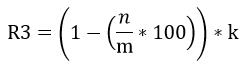 R3 = (1 − (n/m * 100)) * k